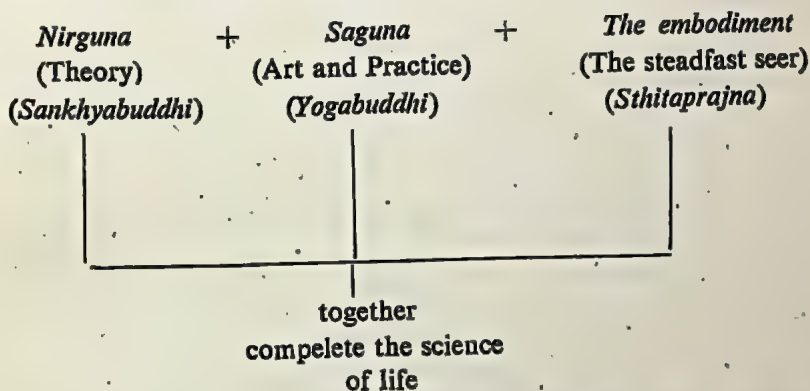 Nirguna + Saguna + The embodiment
(Theory) (Art and Practice) (The steadfast seer)
(Sankhyabuddhi) (Yogabuddhi) (Sthitaprajna)
together
compelete the science
of life